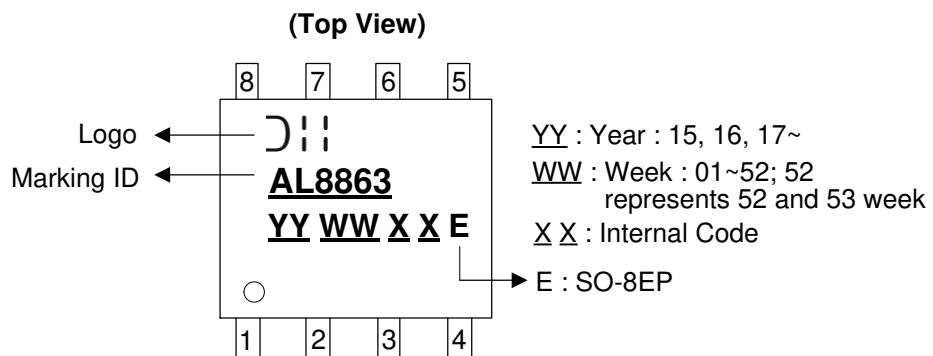 (Top View)
8 7 6 5
Logo
Marking ID
AL8863
YY WW X X E
YY : Year : 15, 16, 17~
WW : Week : 01~52; 52
represents 52 and 53 week
X X : Internal Code
E : SO-8EP
1 2 3 4